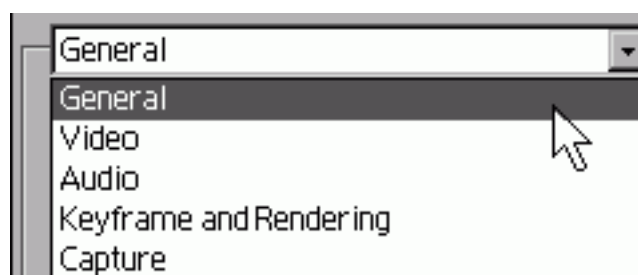 General
General
Video
Audio
Keyframe and Rendering
Capture